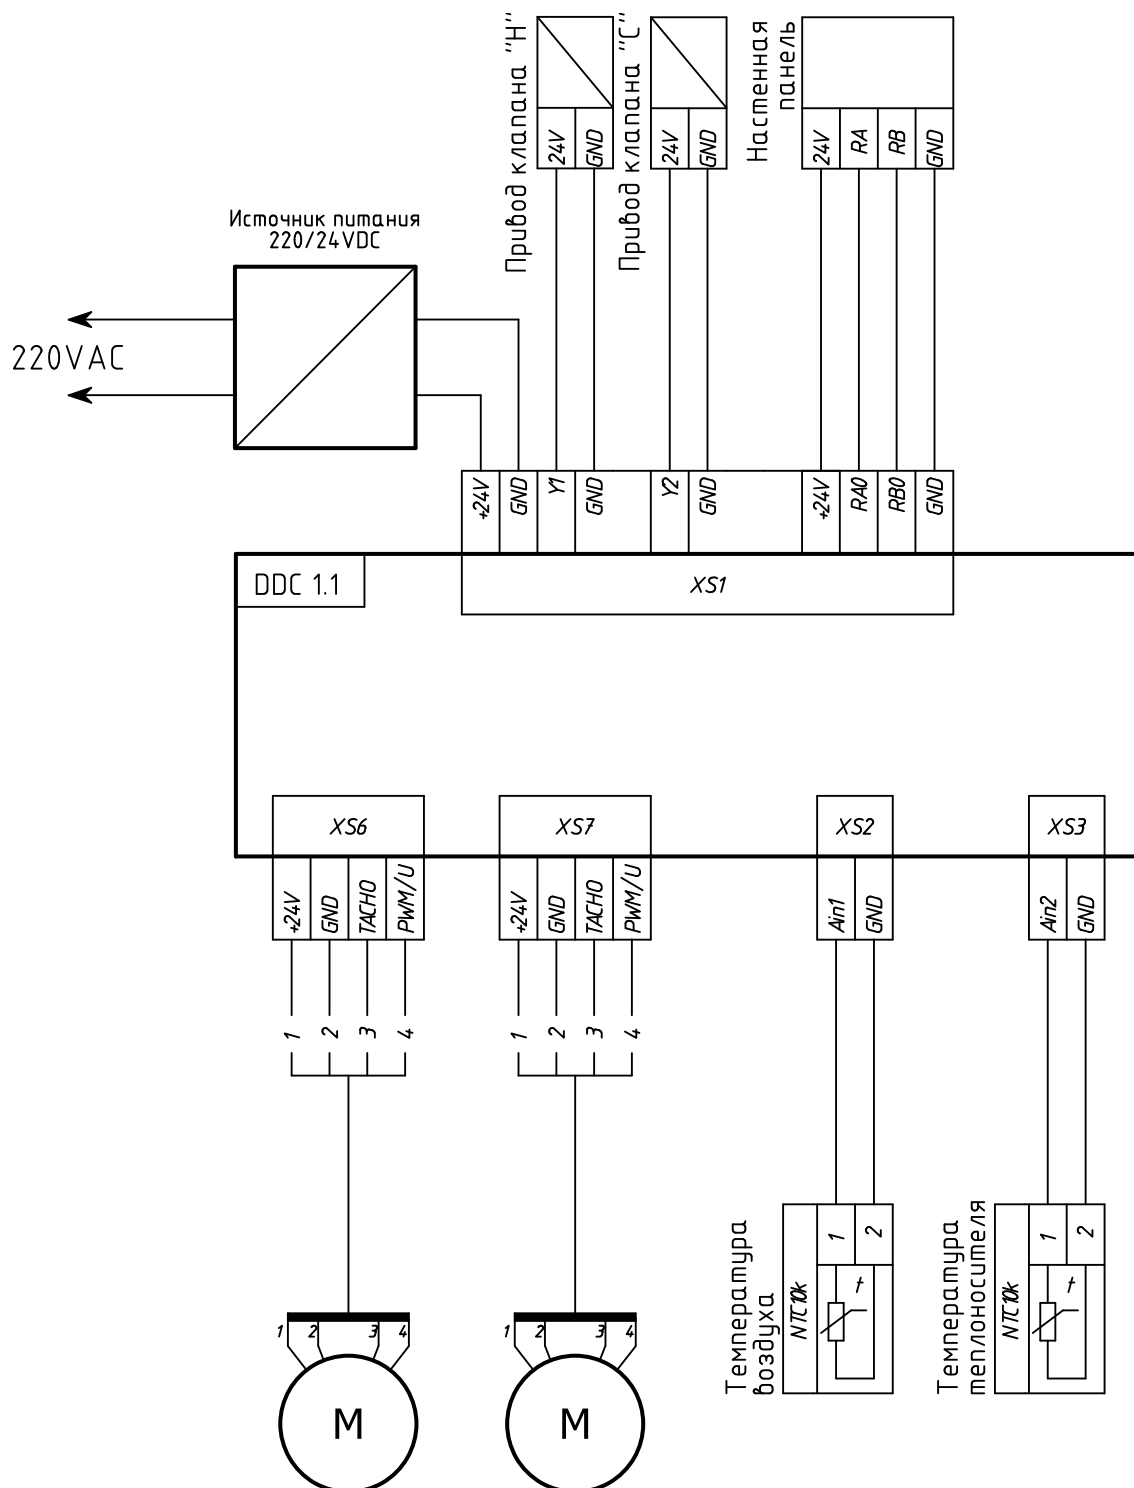 Привод клапана "Н"
24V
GND
Привод клапана "С"
24V
GND
Настенная
панель
24V
RA
RB
GND
Источник питания
220/24VDC
220VAC
+24V
GND
Y1
GND
Y2
GND
+24V
RA0
RB0
GND
DDC 1.1
XS1
XS6
XS7
XS2
XS3
+24V
GND
TACHO
PWM/U
+24V
GND
TACHO
PWM/U
Ain1
GND
Ain2
GND
1
2
3
4
1
2
3
4
Температура
воздуха
NTC10k
1
2
t
Температура
теплоносителя
NTC10k
1
2
t
1
2
3
4
M
1
2
3
4
M